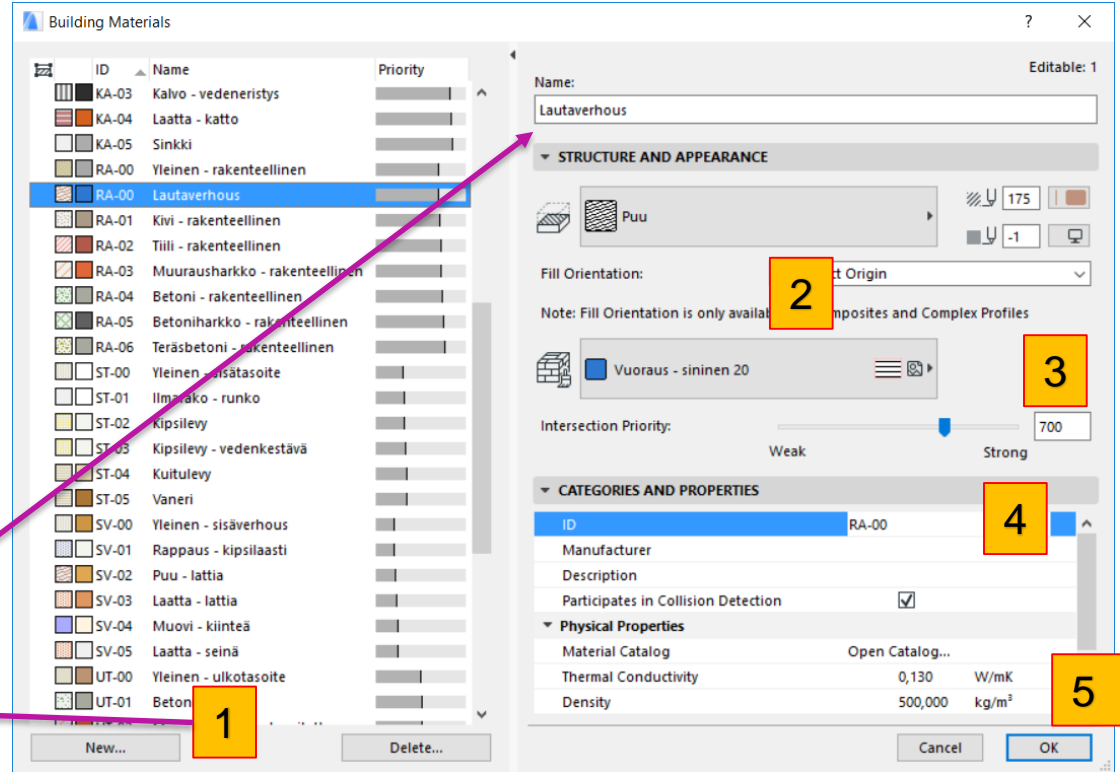 Building Materials ? ×
ID Name Priority
KA-03 Kalvo - vedeneristys
KA-04 Laatta - katto
KA-05 Sinkki
RA-00 Yleinen - rakenteellinen
RA-00 Lautaverhous
RA-01 Kivi - rakenteellinen
RA-02 Tiili - rakenteellinen
RA-03 Muurausharkko - rakenteellinen
RA-04 Betoni - rakenteellinen
RA-05 Betoniharkko - rakenteellinen
RA-06 Teräsbetoni - rakenteellinen
ST-00 Yleinen - sisätasoite
ST-01 Ilmarako - runko
ST-02 Kipsilevy
ST-03 Kipsilevy - vedenkestävä
ST-04 Kuitulevy
ST-05 Vaneri
SV-00 Yleinen - sisäverhous
SV-01 Rappaus - kipsilaasti
SV-02 Puu - lattia
SV-03 Laatta - lattia
SV-04 Muovi - kiinteä
SV-05 Laatta - seinä
UT-00 Yleinen - ulkotasoite
UT-01 Beton
1
New... Delete...
Editable: 1
Name:
Lautaverhous
STRUCTURE AND APPEARANCE
Puu
175
-1
Fill Orientation: Origin
2
Note: Fill Orientation is only Complex Profiles
Vuoraus - sininen 20
3
Intersection Priority: 700
Weak Strong
CATEGORIES AND PROPERTIES
ID RA-00
4
Manufacturer
Description
Participates in Collision Detection
Physical Properties
Material Catalog Open Catalog...
Thermal Conductivity 0,130 W/mK
Density 500,000 kg/m³
5
Cancel OK